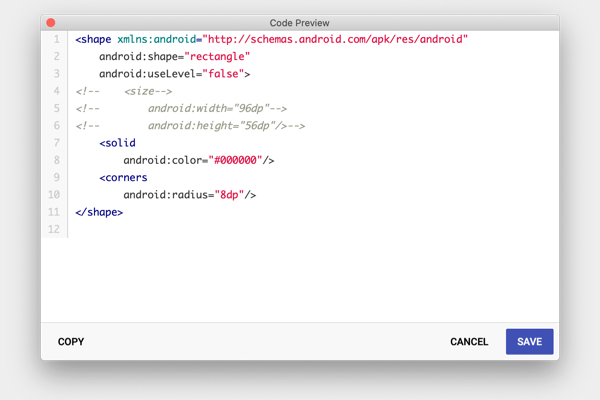 Code Preview
1 <shape xmlns:android="http://schemas.android.com/apk/res/android"
2     android:shape="rectangle"
3     android:useLevel="false">
4 <!--    <size-->
5 <!--        android:width="96dp"-->
6 <!--        android:height="56dp"/>-->
7     <solid
8         android:color="#000000"/>
9     <corners
10         android:radius="8dp"/>
11 </shape>
12
COPY CANCEL SAVE